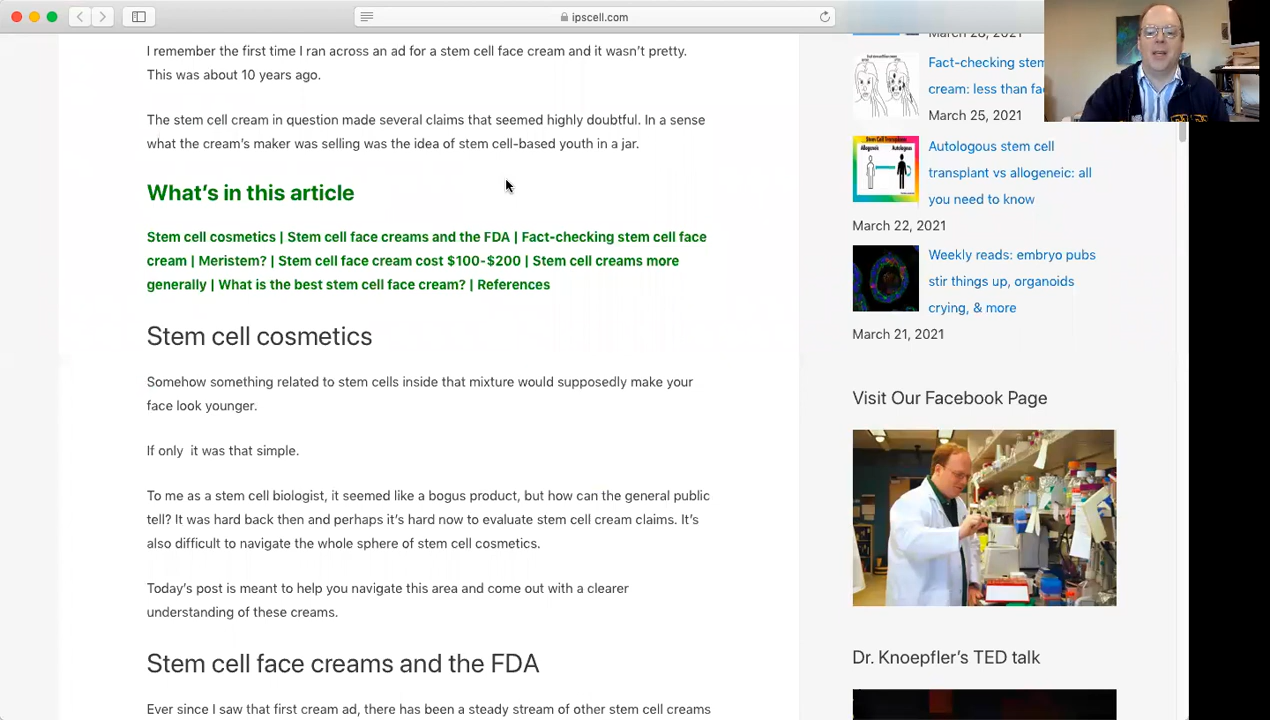 ipscell.com
I remember the first time I ran across an ad for a stem cell face cream and it wasn't pretty.
This was about 10 years ago.
The stem cell cream in question made several claims that seemed highly doubtful. In a sense
what the cream's maker was selling was the idea of stem cell-based youth in a jar.
What's in this article
Stem cell cosmetics | Stem cell face creams and the FDA | Fact-checking stem cell face
cream | Meristem? | Stem cell face cream cost $100-$200 | Stem cell creams more
generally | What is the best stem cell face cream? | References
Stem cell cosmetics
Somehow something related to stem cells inside that mixture would supposedly make your
face look younger.
If only  it was that simple.
To me as a stem cell biologist, it seemed like a bogus product, but how can the general public
tell? It was hard back then and perhaps it's hard now to evaluate stem cell cream claims. It's
also difficult to navigate the whole sphere of stem cell cosmetics.
Today's post is meant to help you navigate this area and come out with a clearer
understanding of these creams.
Stem cell face creams and the FDA
Ever since I saw that first cream ad, there has been a steady stream of other stem cell creams
March 28, 2021
Fact-checking stem
cream: less than
March 25, 2021
Stem Cell Transplants
Allogeneic Autologous
Autologous stem cell
transplant vs allogeneic: all
you need to know
March 22, 2021
Weekly reads: embryo pubs
stir things up, organoids
crying, & more
March 21, 2021
Visit Our Facebook Page
Dr. Knoepfler's TED talk